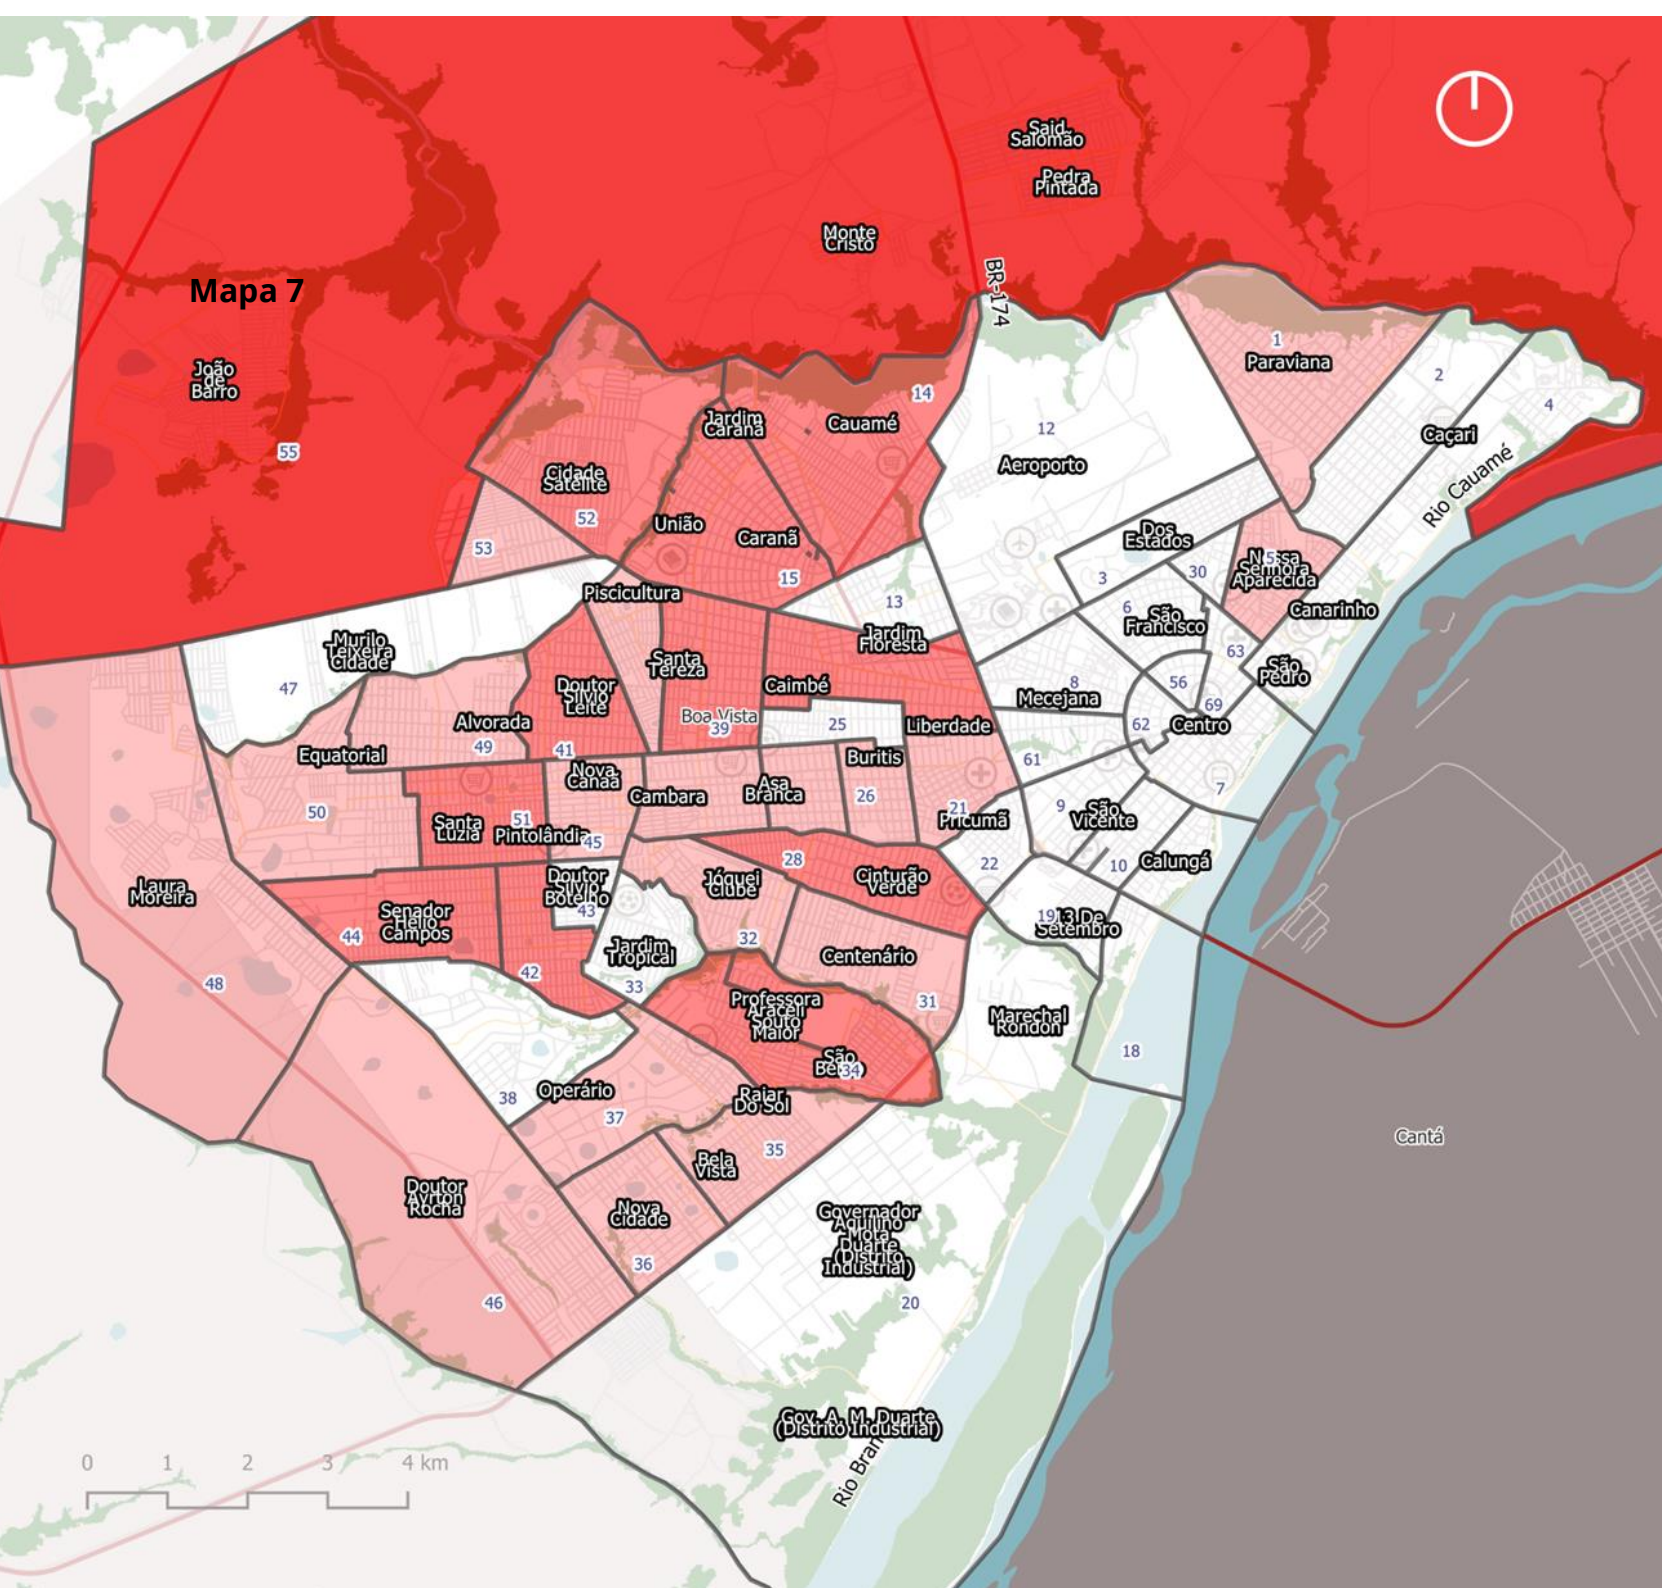 Said
Salomão
Pedra
Pintada
Monte
Cristo
BR-174
Mapa 7
João
de
Barro
55
1
Paraviana
2
4
Caçari
Rio Cauamé
14
Cauamé
Jardim
Caranã
12
Aeroporto
Cidade
Satélite
52
União
Caranã
15
53
Dos
Estados
3
30
5
Nossa
Senhora
Aparecida
Canarinho
Piscicultura
13
Jardim
Floresta
6
São
Francisco
63
São
Pedro
Murilo
Teixeira
Cidade
47
Santa
Tereza
Caimbé
Doutor
Silvio
Leite
8
Mecejana
56
69
62
Centro
Boa Vista
39
25
Liberdade
Alvorada
49
41
Equatorial
Buritis
61
Nova
Canaã
Cambara
Asa
Branca
26
7
50
Santa
Luzia
51
Pintolândia
45
21
Pricumã
9
São
Vicente
28
22
10
Calungá
Laura
Moreira
Doutor
Silvio
Botelho
43
Jóquei
Clube
Cinturão
Verde
Senador
Hélio
Campos
44
19
13 De
Setembro
32
Jardim
Tropical
33
Centenário
42
48
31
Professora
Araceli
Souto
Maior
Marechal
Rondon
18
São
Bento
34
38
Operário
37
Raiar
Do Sol
35
Bela
Vista
Cantá
Doutor
Ayrton
Rocha
Nova
Cidade
36
Governador
Aquilino
Mota
Duarte
(Distrito
Industrial)
46
20
Gov. A. M. Duarte
(Distrito Industrial)
Rio Bran
0 1 2 3 4 km